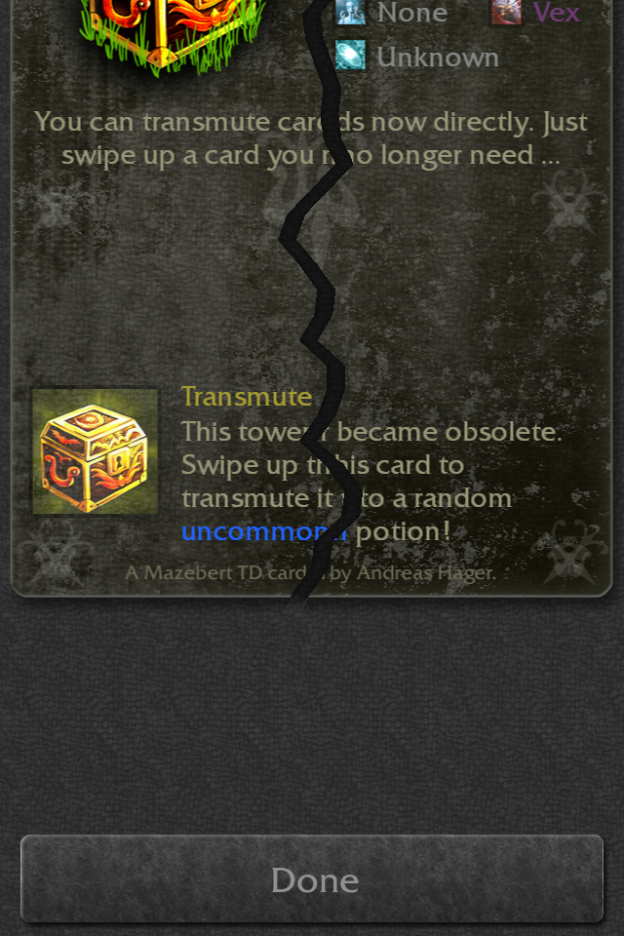 None
Vex
Unknown
You can transmute cards now directly. Just
swipe up a card you no longer need ...
Transmute
This tower became obsolete.
Swipe up this card to
transmute it to a random
uncommon potion!
A Mazebert TD card by Andreas Hager.
Done